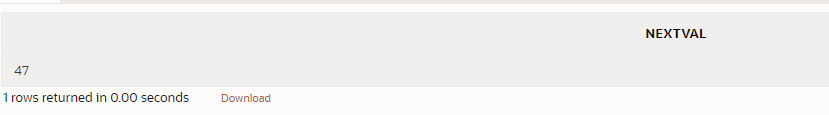 NEXTVAL
47
1 rows returned in 0.00 seconds Download